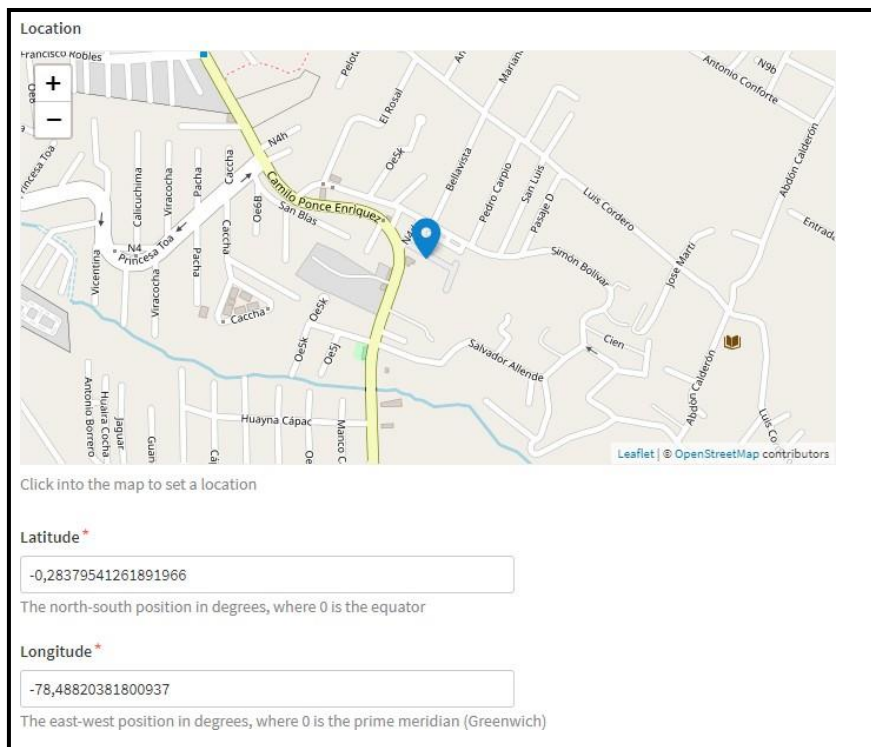 Location
Francisco Robles
Oe8
+
−
Pelota
El Rosal
Mariana
N9b
Antonio Conforte
N4h
Caccha
Pacha
Viracocha
Calicuchima
Princesa Toa
Oe5k
Bellavista
Camilo Ponce Enriquez
San Blas
Oe6B
Pedro Carpio
San Luis
Pasaje D
Luis Cordero
Abdón Calderón
Entrada
N4
Princesa Toa
Vicentina
Viracocha
Pacha
Caccha
Caccha
Oe5k
Oe5k
Oe5j
Simón Bolívar
Jose Marti
Cien
Salvador Allende
Abdón Calderón
Antonio Borrero
Huaira Cocha
Jaguar
Guan
Huayna Cápac
Manco C
Luis Co
Leaflet | © OpenStreetMap contributors
Click into the map to set a location
Latitude*
-0,28379541261891966
The north-south position in degrees, where 0 is the equator
Longitude*
-78,48820381800937
The east-west position in degrees, where 0 is the prime meridian (Greenwich)